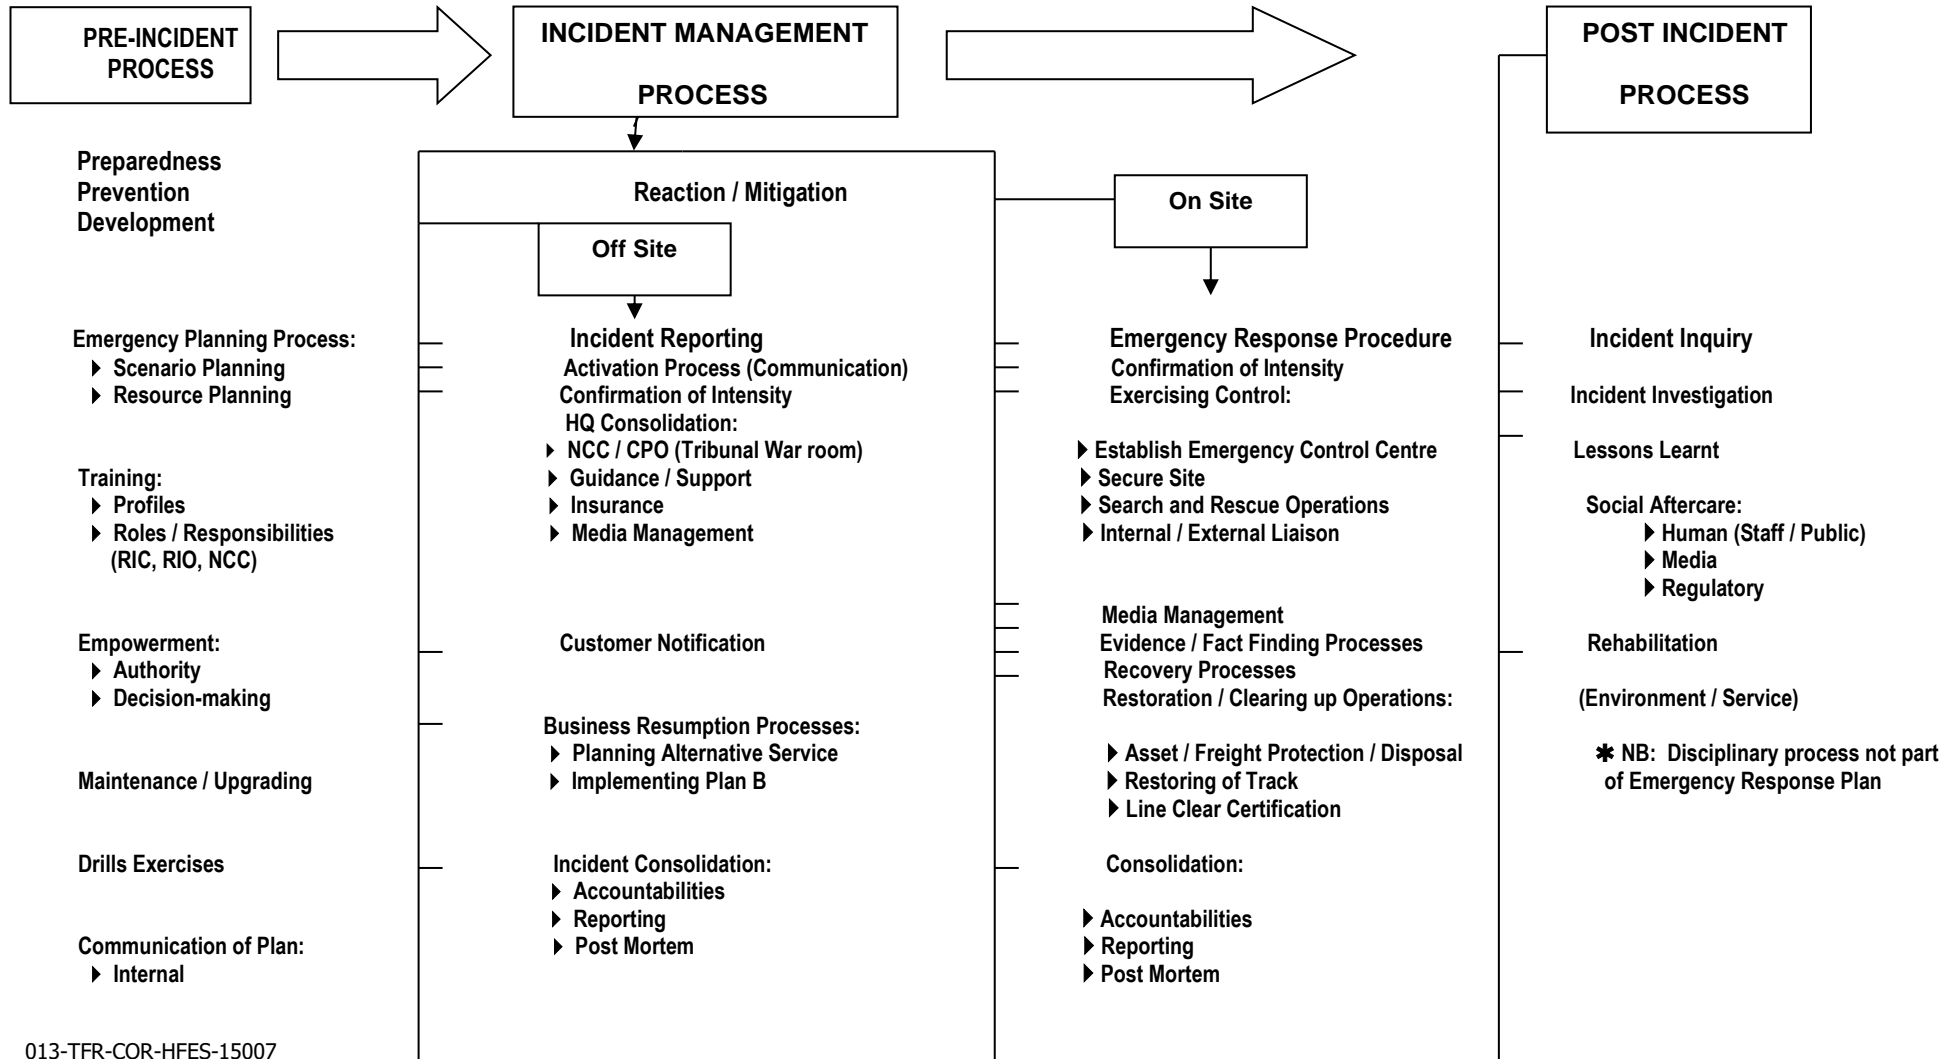 PRE-INCIDENT
PROCESS
INCIDENT MANAGEMENT
PROCESS
POST INCIDENT
PROCESS
Preparedness
Prevention
Development
Reaction / Mitigation
Off Site
On Site
Emergency Planning Process:
Scenario Planning
Resource Planning
Training:
Profiles
Roles / Responsibilities
(RIC, RIO, NCC)
Empowerment:
Authority
Decision-making
Maintenance / Upgrading
Drills Exercises
Communication of Plan:
Internal
Incident Reporting
Activation Process (Communication)
Confirmation of Intensity
HQ Consolidation:
NCC / CPO (Tribunal War room)
Guidance / Support
Insurance
Media Management
Customer Notification
Business Resumption Processes:
Planning Alternative Service
Implementing Plan B
Incident Consolidation:
Accountabilities
Reporting
Post Mortem
Emergency Response Procedure
Confirmation of Intensity
Exercising Control:
Establish Emergency Control Centre
Secure Site
Search and Rescue Operations
Internal / External Liaison
Media Management
Evidence / Fact Finding Processes
Recovery Processes
Restoration / Clearing up Operations:
Asset / Freight Protection / Disposal
Restoring of Track
Line Clear Certification
Consolidation:
Accountabilities
Reporting
Post Mortem
Incident Inquiry
Incident Investigation
Lessons Learnt
Social Aftercare:
Human (Staff / Public)
Media
Regulatory
Rehabilitation
(Environment / Service)
✱ NB: Disciplinary process not part
of Emergency Response Plan
013-TFR-COR-HFES-15007